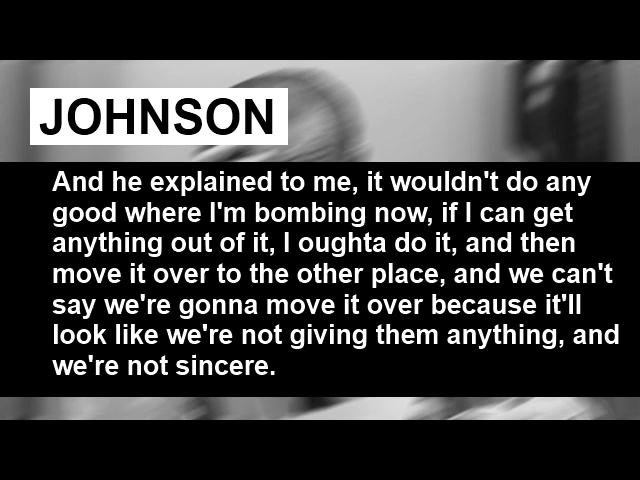 JOHNSON
And he explained to me, it wouldn't do any
good where I'm bombing now, if I can get
anything out of it, I oughta do it, and then
move it over to the other place, and we can't
say we're gonna move it over because it'll
look like we're not giving them anything, and
we're not sincere.